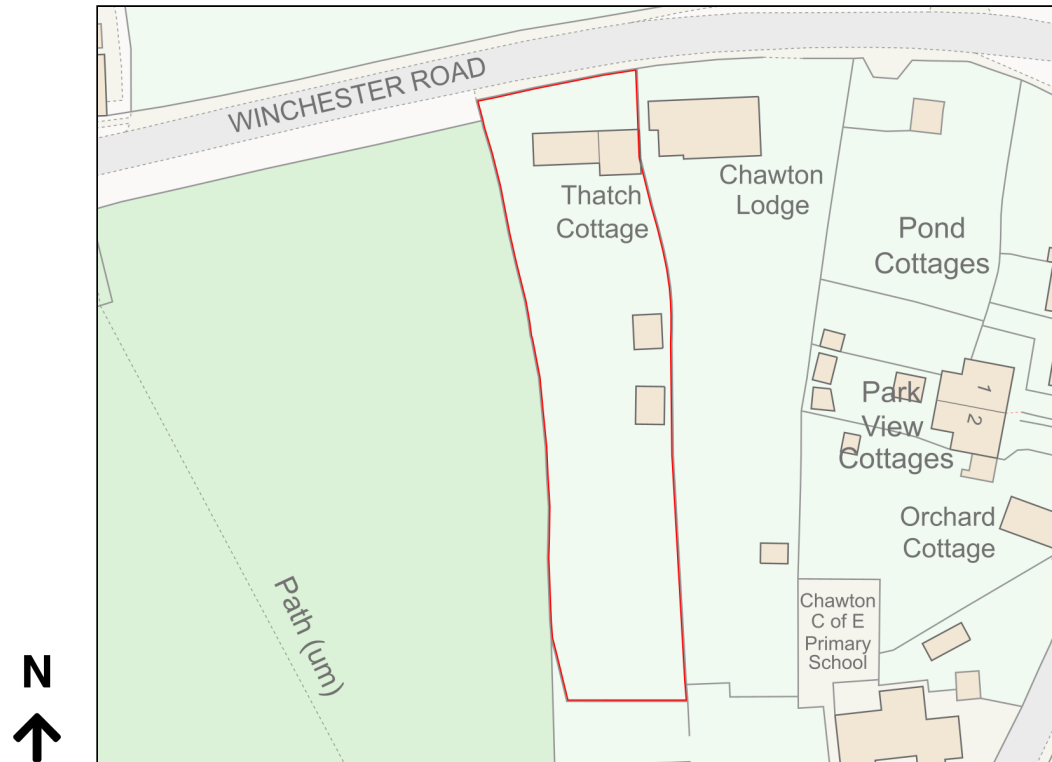 WINCHESTER ROAD
Thatch
Cottage
Chawton
Lodge
Pond
Cottages
1
2
Park
View
Cottages
Orchard
Cottage
Chawton
C of E
Primary
School
Path (um)
N